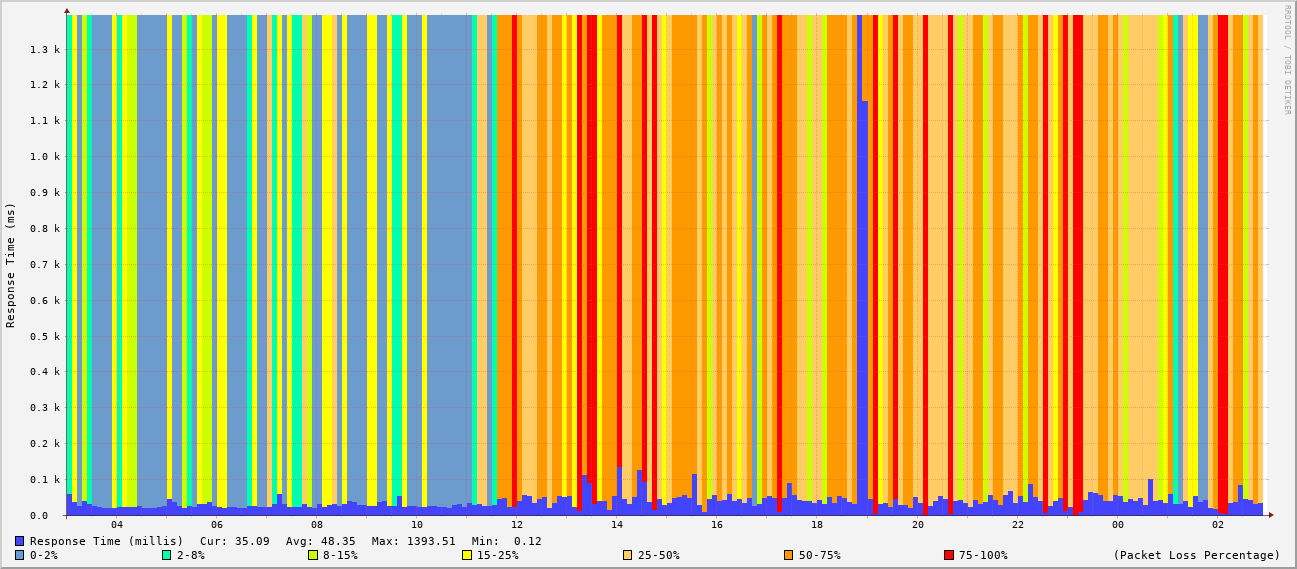 RRDTOOL / TOBI OETIKER
Response Time (ms)
1.3 k
1.2 k
1.1 k
1.0 k
0.9 k
0.8 k
0.7 k
0.6 k
0.5 k
0.4 k
0.3 k
0.2 k
0.1 k
0.0
04 06 08 10 12 14 16 18 20 22 00 02
Response Time (millis) Cur: 35.09 Avg: 48.35 Max: 1393.51 Min: 0.12
0-2% 2-8% 8-15% 15-25% 25-50% 50-75% 75-100% (Packet Loss Percentage)